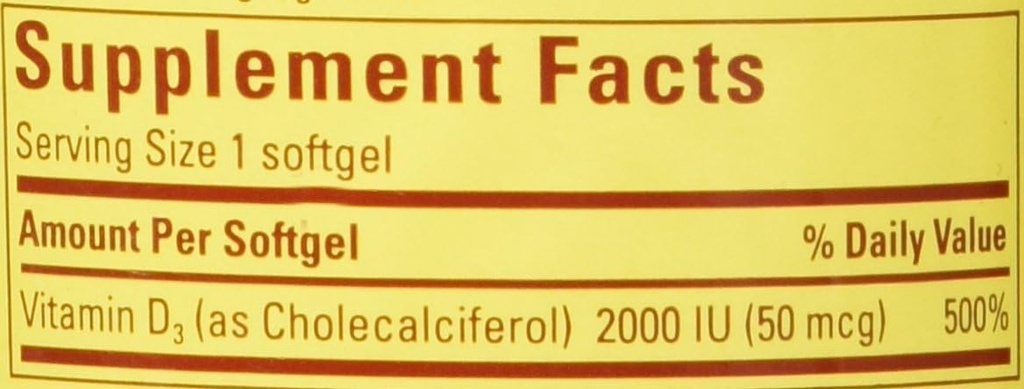 Supplement Facts
Serving Size 1 softgel
Amount Per Softgel % Daily Value
Vitamin D₃ (as Cholecalciferol) 2000 IU (50 mcg) 500%